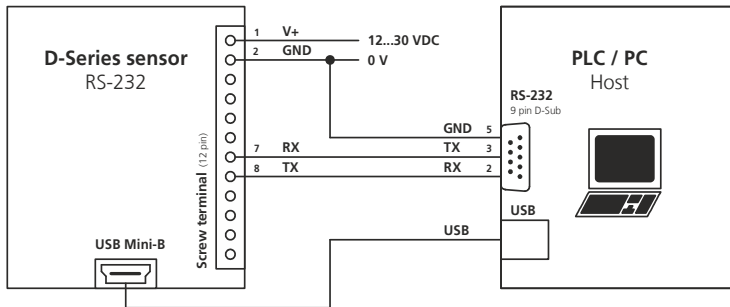 D-Series sensor
RS-232
Screw terminal (12 pin)
USB Mini-B
1 V+ 12...30 VDC
2 GND 0 V
7 RX TX 3
8 TX RX 2
GND 5
USB
PLC / PC
Host
RS-232
9 pin D-Sub
USB